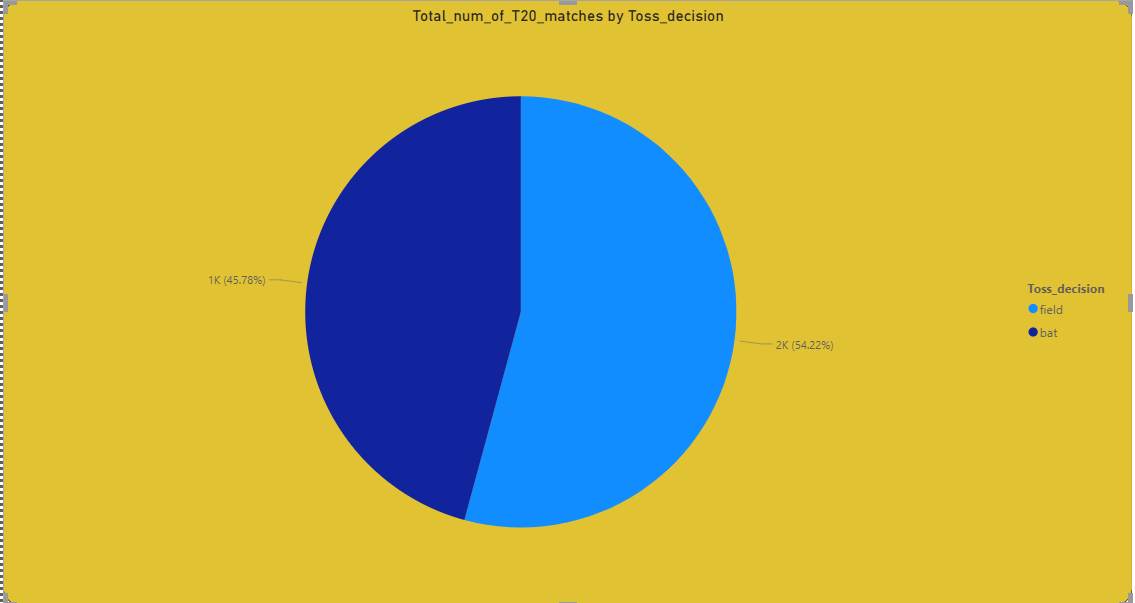 Total_num_of_T20_matches by Toss_decision
1K (45.78%)
2K (54.22%)
Toss_decision
field
bat